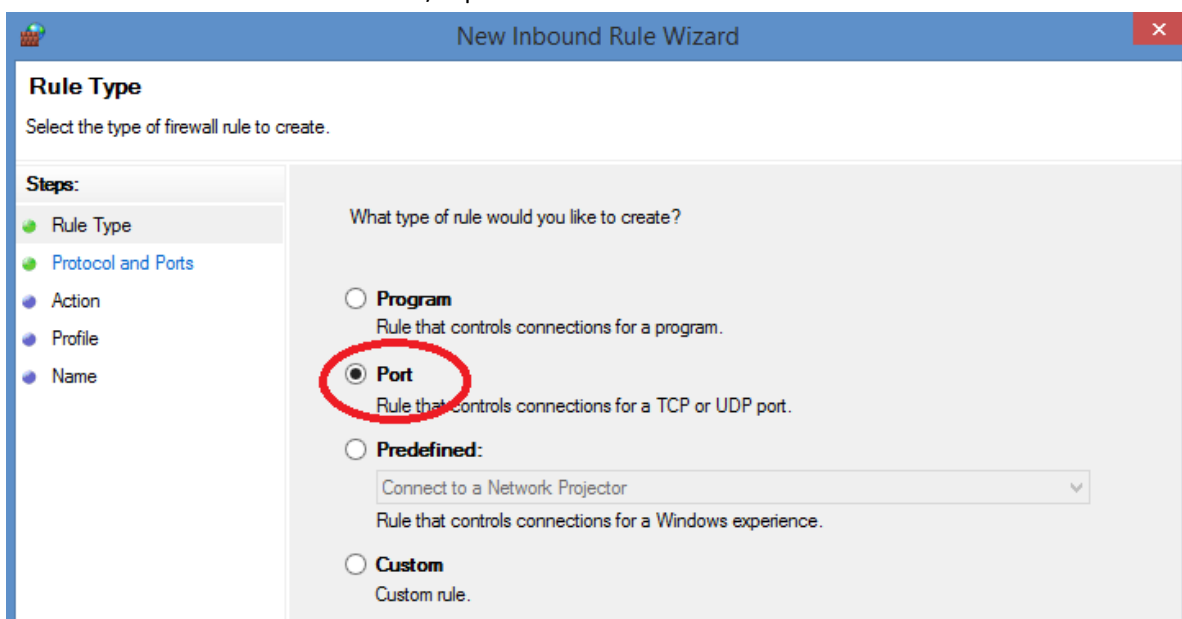 New Inbound Rule Wizard
Rule Type
Select the type of firewall rule to create.
Steps:
Rule Type
Protocol and Ports
Action
Profile
Name
What type of rule would you like to create?
Program
Rule that controls connections for a program.
Port
Rule that controls connections for a TCP or UDP port.
Predefined:
Connect to a Network Projector
Rule that controls connections for a Windows experience.
Custom
Custom rule.